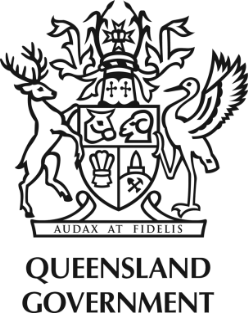 AUDAX AT FIDELIS
QUEENSLAND
GOVERNMENT